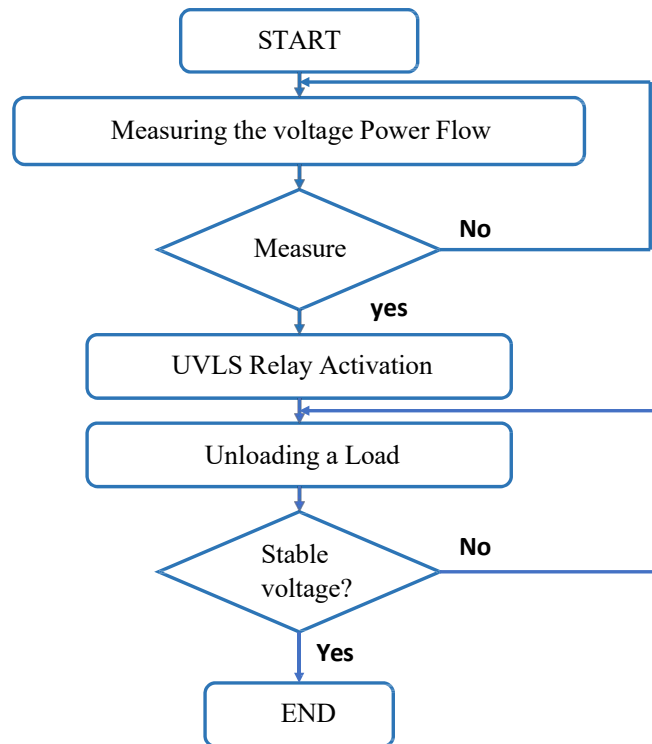 START
Measuring the voltage Power Flow
Measure
No
yes
UVLS Relay Activation
Unloading a Load
Stable
voltage?
No
Yes
END